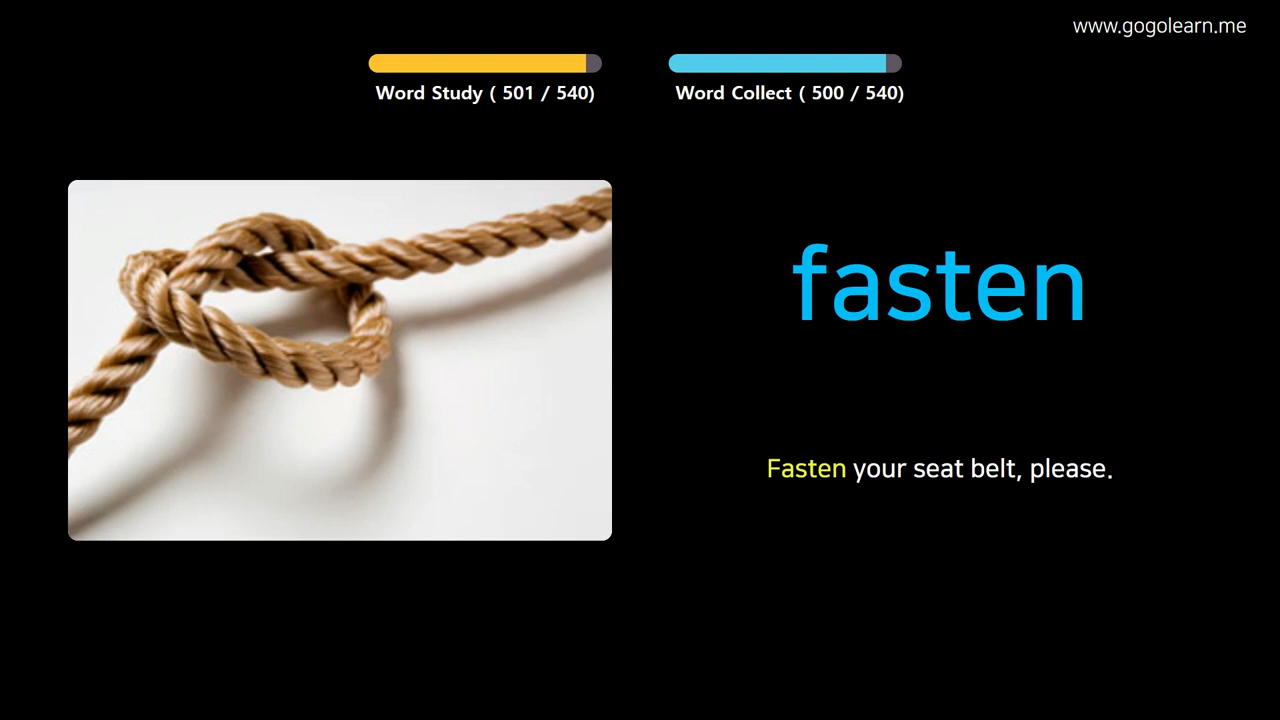 www.gogolearn.me
Word Study ( 501 / 540)
Word Collect ( 500 / 540)
fasten
Fasten your seat belt, please.